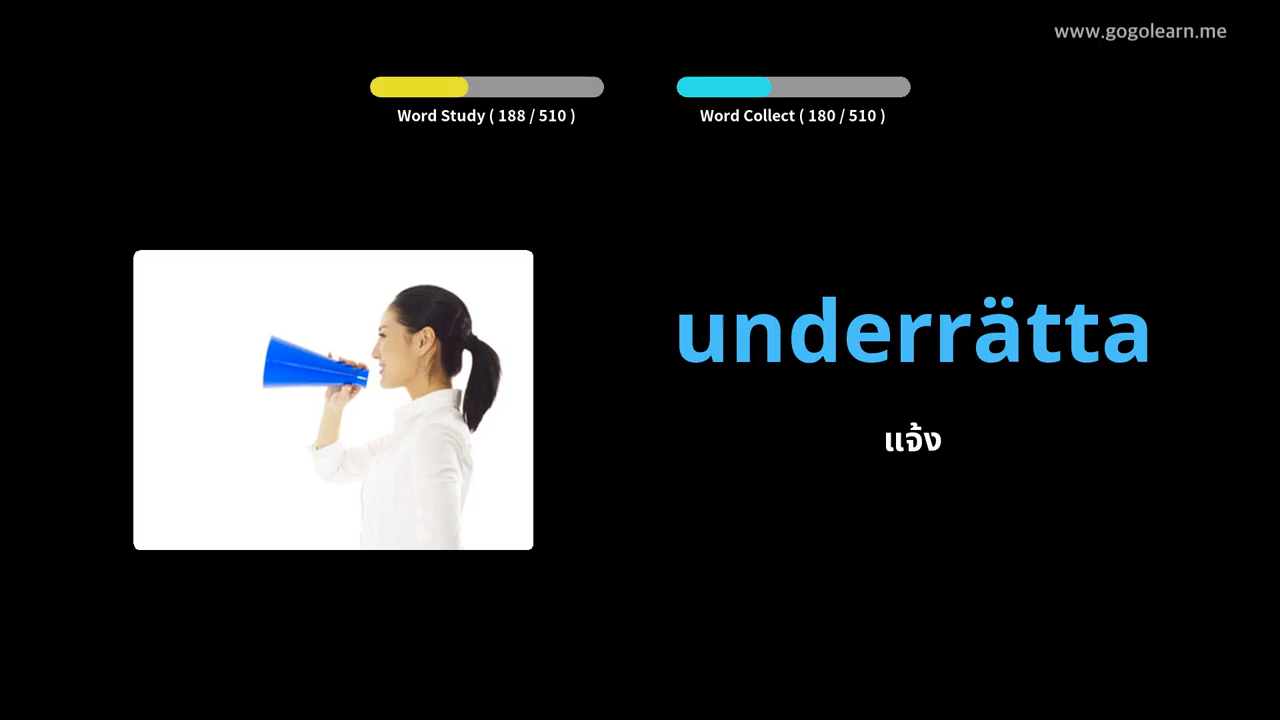 www.gogolearn.me
Word Study ( 188 / 510 )
Word Collect ( 180 / 510 )
underrätta
แจ้ง